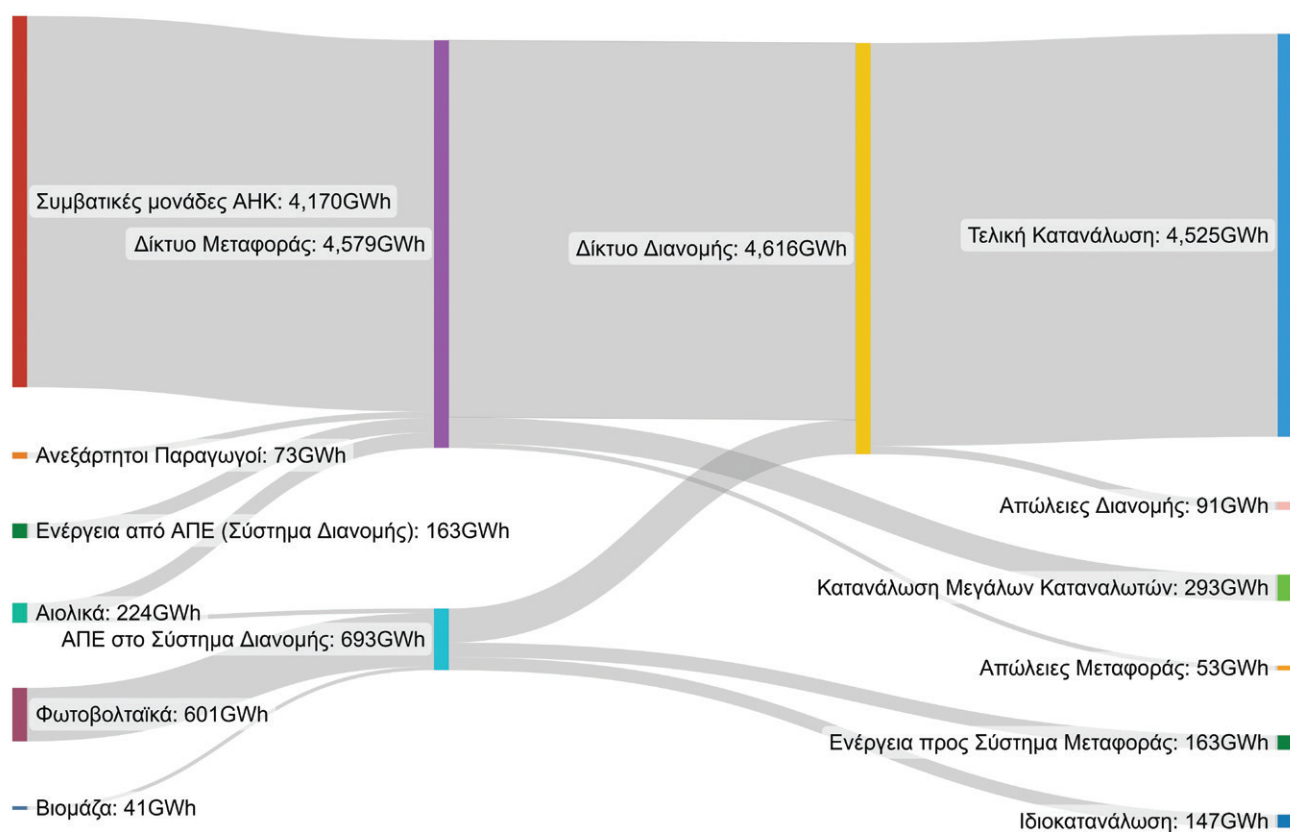 Συμβατικές μονάδες ΑΗΚ: 4,170GWh
Δίκτυο Μεταφοράς: 4,579GWh
Δίκτυο Διανομής: 4,616GWh
Τελική Κατανάλωση: 4,525GWh
Ανεξάρτητοι Παραγωγοί: 73GWh
Ενέργεια από ΑΠΕ (Σύστημα Διανομής): 163GWh
Αιολικά: 224GWh
ΑΠΕ στο Σύστημα Διανομής: 693GWh
Φωτοβολταϊκά: 601GWh
Βιομάζα: 41GWh
Απώλειες Διανομής: 91GWh
Κατανάλωση Μεγάλων Καταναλωτών: 293GWh
Απώλειες Μεταφοράς: 53GWh
Ενέργεια προς Σύστημα Μεταφοράς: 163GWh
Ιδιοκατανάλωση: 147GWh